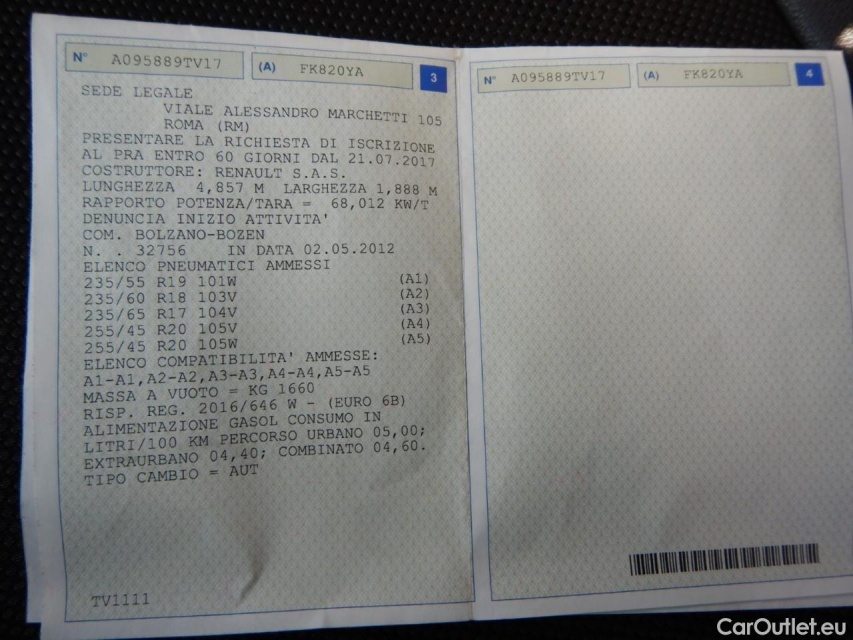 N° A095889TV17 (A) FK820YA 3
SEDE LEGALE
VIALE ALESSANDRO MARCHETTI 105
ROMA (RM)
PRESENTARE LA RICHIESTA DI ISCRIZIONE
AL PRA ENTRO 60 GIORNI DAL 21.07.2017
COSTRUTTORE: RENAULT S.A.S.
LUNGHEZZA 4,857 M LARGHEZZA 1,888 M
RAPPORTO POTENZA/TARA = 68,012 KW/T
DENUNCIA INIZIO ATTIVITA'
COM. BOLZANO-BOZEN
N. . 32756 IN DATA 02.05.2012
ELENCO PNEUMATICI AMMESSI
235/55 R19 101W (A1)
235/60 R18 103V (A2)
235/65 R17 104V (A3)
255/45 R20 105V (A4)
255/45 R20 105W (A5)
ELENCO COMPATIBILITA' AMMESSE:
A1-A1,A2-A2,A3-A3,A4-A4,A5-A5
MASSA A VUOTO = KG 1660
RISP. REG. 2016/646 W - (EURO 6B)
ALIMENTAZIONE GASOL CONSUMO IN
LITRI/100 KM PERCORSO URBANO 05,00;
EXTRAURBANO 04,40; COMBINATO 04,60.
TIPO CAMBIO = AUT
TV1111
N° A095889TV17 (A) FK820YA 4
CarOutlet.eu